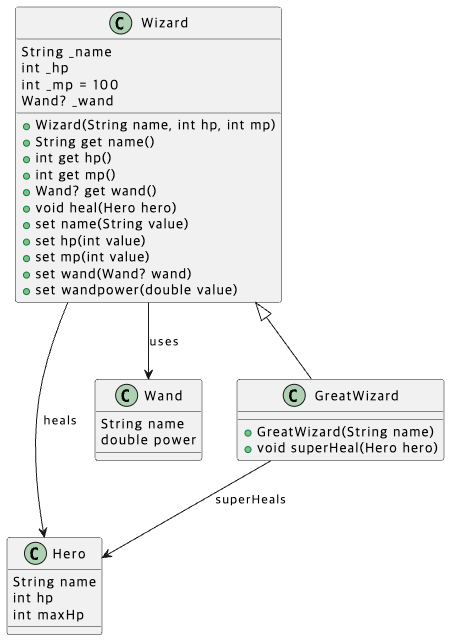 C Wizard
String _name
int _hp
int _mp = 100
Wand? _wand
Wizard(String name, int hp, int mp)
String get name()
int get hp()
int get mp()
Wand? get wand()
void heal(Hero hero)
set name(String value)
set hp(int value)
set mp(int value)
set wand(Wand? wand)
set wandpower(double value)
uses
C Wand
String name
double power
C GreatWizard
GreatWizard(String name)
void superHeal(Hero hero)
heals
superHeals
C Hero
String name
int hp
int maxHp